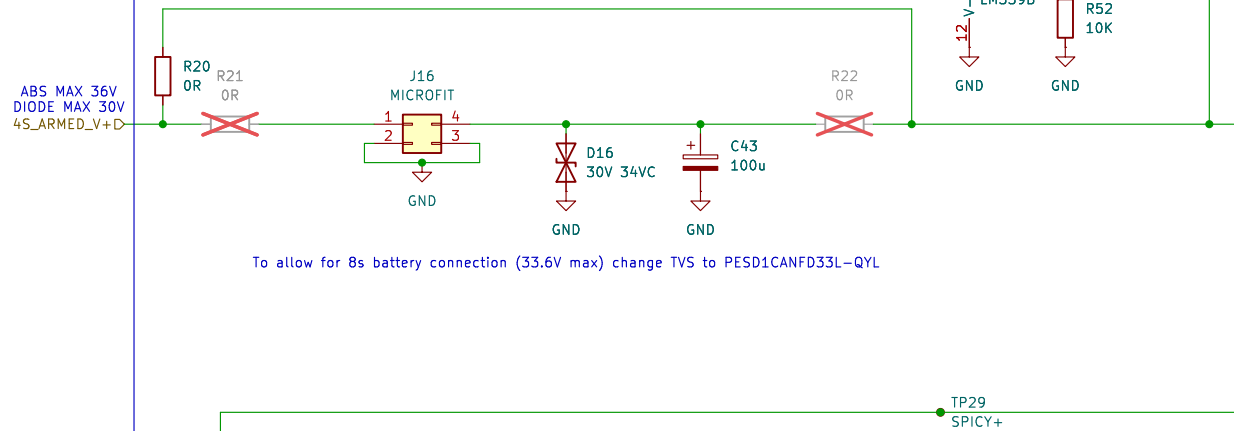 V-
LM339B
12
GND
R52
10K
GND
R20
0R
R21
0R
ABS MAX 36V
DIODE MAX 30V
4S_ARMED_V+
J16
MICROFIT
1
2
4
3
GND
D16
30V 34VC
GND
+
C43
100u
GND
R22
0R
To allow for 8s battery connection (33.6V max) change TVS to PESD1CANFD33L-QYL
TP29
SPICY+